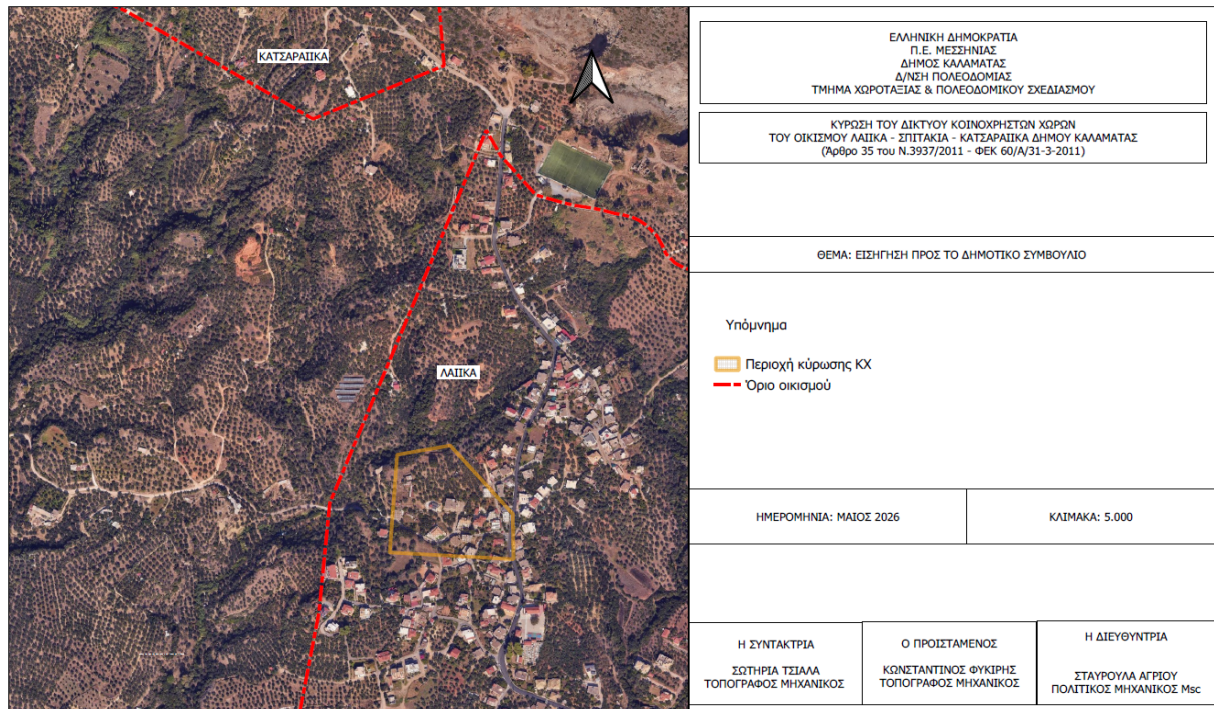 ΚΑΤΣΑΡΑΙΙΚΑ
ΛΑΙΙΚΑ
ΕΛΛΗΝΙΚΗ ΔΗΜΟΚΡΑΤΙΑ
Π.Ε. ΜΕΣΣΗΝΙΑΣ
ΔΗΜΟΣ ΚΑΛΑΜΑΤΑΣ
Δ/ΝΣΗ ΠΟΛΕΟΔΟΜΙΑΣ
ΤΜΗΜΑ ΧΩΡΟΤΑΞΙΑΣ & ΠΟΛΕΟΔΟΜΙΚΟΥ ΣΧΕΔΙΑΣΜΟΥ
ΚΥΡΩΣΗ ΤΟΥ ΔΙΚΤΥΟΥ ΚΟΙΝΟΧΡΗΣΤΩΝ ΧΩΡΩΝ
ΤΟΥ ΟΙΚΙΣΜΟΥ ΛΑΙΙΚΑ - ΣΠΙΤΑΚΙΑ - ΚΑΤΣΑΡΑΙΙΚΑ ΔΗΜΟΥ ΚΑΛΑΜΑΤΑΣ
(Άρθρο 35 του Ν.3937/2011 - ΦΕΚ 60/Α/31-3-2011)
ΘΕΜΑ: ΕΙΣΗΓΗΣΗ ΠΡΟΣ ΤΟ ΔΗΜΟΤΙΚΟ ΣΥΜΒΟΥΛΙΟ
Υπόμνημα
Περιοχή κύρωσης ΚΧ
Όριο οικισμού
ΗΜΕΡΟΜΗΝΙΑ: ΜΑΙΟΣ 2026
ΚΛΙΜΑΚΑ: 5.000
Η ΣΥΝΤΑΚΤΡΙΑ
ΣΩΤΗΡΙΑ ΤΣΙΑΛΑ
ΤΟΠΟΓΡΑΦΟΣ ΜΗΧΑΝΙΚΟΣ
Ο ΠΡΟΙΣΤΑΜΕΝΟΣ
ΚΩΝΣΤΑΝΤΙΝΟΣ ΦΥΚΙΡΗΣ
ΤΟΠΟΓΡΑΦΟΣ ΜΗΧΑΝΙΚΟΣ
Η ΔΙΕΥΘΥΝΤΡΙΑ
ΣΤΑΥΡΟΥΛΑ ΑΓΡΙΟΥ
ΠΟΛΙΤΙΚΟΣ ΜΗΧΑΝΙΚΟΣ Msc